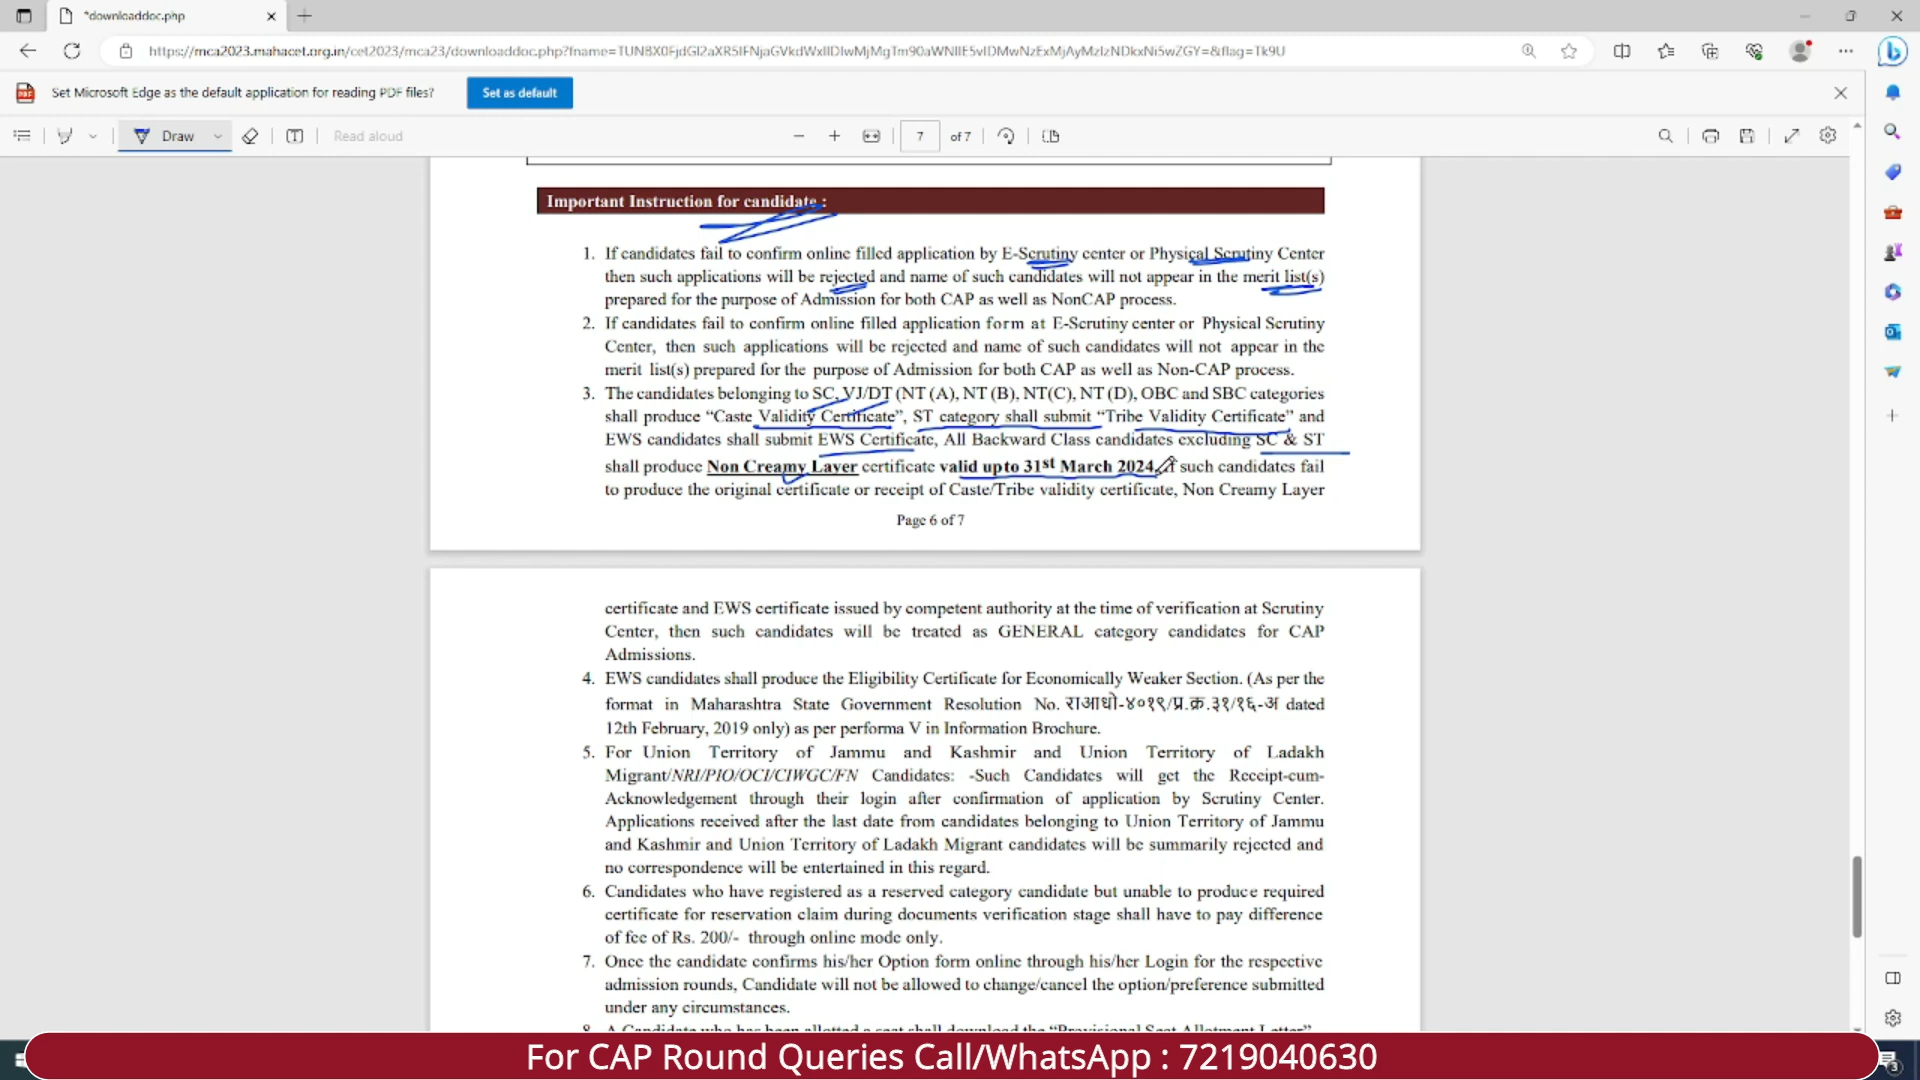 *downloaddoc.php
https://mca2023.mahacet.org.in/cet2023/mca23/downloaddoc.php?fname=
Set Microsoft Edge as the default application for reading PDF files?
Set as default
Draw
Read aloud
7
of 7
Important Instruction for candidate :
1. If candidates fail to confirm online filled application by E-Scrutiny center or Physical Scrutiny Center
then such applications will be rejected and name of such candidates will not appear in the merit list(s)
prepared for the purpose of Admission for both CAP as well as NonCAP process.
2. If candidates fail to confirm online filled application form at E-Scrutiny center or Physical Scrutiny
Center, then such applications will be rejected and name of such candidates will not appear in the
merit list(s) prepared for the purpose of Admission for both CAP as well as Non-CAP process.
3. The candidates belonging to SC, VJ/DT (NT (A), NT (B), NT(C), NT (D), OBC and SBC categories
shall produce “Caste Validity Certificate”, ST category shall submit “Tribe Validity Certificate” and
EWS candidates shall submit EWS Certificate, All Backward Class candidates excluding SC & ST
shall produce Non Creamy Layer certificate valid upto 31st March 2024. such candidates fail
to produce the original certificate or receipt of Caste/Tribe validity certificate, Non Creamy Layer
Page 6 of 7
certificate and EWS certificate issued by competent authority at the time of verification at Scrutiny
Center, then such candidates will be treated as GENERAL category candidates for CAP
Admissions.
4. EWS candidates shall produce the Eligibility Certificate for Economically Weaker Section. (As per the
format in Maharashtra State Government Resolution No. राआधो-४०१९/प्र.क्र.३१/१६-अ dated
12th February, 2019 only) as per performa V in Information Brochure.
5. For Union Territory of Jammu and Kashmir and Union Territory of Ladakh
Migrant/NRI/PIO/OCI/CIWGC/FN Candidates: -Such Candidates will get the Receipt-cum-
Acknowledgement through their login after confirmation of application by Scrutiny Center.
Applications received after the last date from candidates belonging to Union Territory of Jammu
and Kashmir and Union Territory of Ladakh Migrant candidates will be summarily rejected and
no correspondence will be entertained in this regard.
6. Candidates who have registered as a reserved category candidate but unable to produce required
certificate for reservation claim during documents verification stage shall have to pay difference
of fee of Rs. 200/- through online mode only.
7. Once the candidate confirms his/her Option form online through his/her Login for the respective
admission rounds, Candidate will not be allowed to change/cancel the option/preference submitted
under any circumstances.
8. A Candidate who has been allotted a seat shall download the “Provisional Seat Allotment Letter”
For CAP Round Queries Call/WhatsApp : 7219040630
3